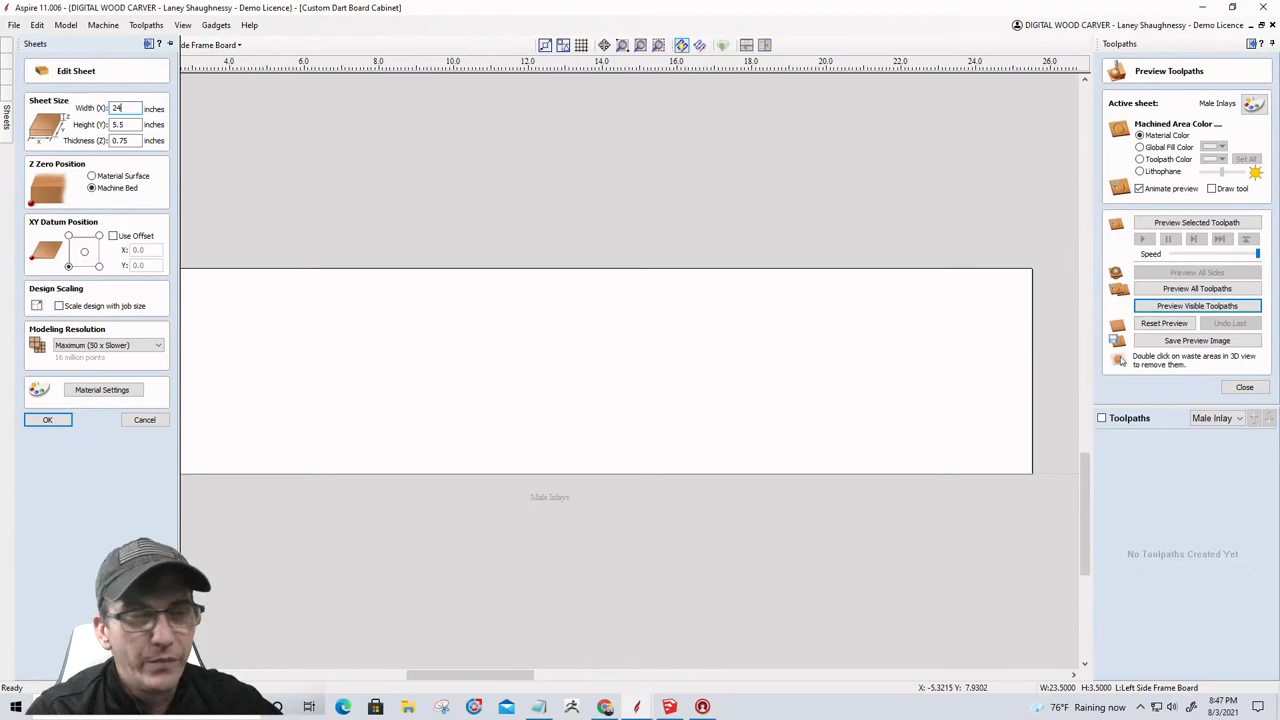 Aspire 11.006 - DIGITAL WOOD CARVER - Laney Shaughnessy - Demo Licence - [Custom Dart Board Cabinet]
File Edit Model Machine Toolpaths View Gadgets Help
DIGITAL WOOD CARVER - Laney Shaughnessy - Demo Licence
Sheets
de Frame Board
Toolpaths
4.0 6.0 8.0 10.0 12.0 14.0 16.0 18.0 20.0 22.0 24.0 26.0
Edit Sheet
Sheet Size
Width (X): 24 inches
Height (Y): 5.5 inches
Thickness (Z): 0.75 inches
Z Zero Position
Material Surface
Machine Bed
XY Datum Position
Use Offset
X: 0.0
Y: 0.0
Design Scaling
Scale design with job size
Modeling Resolution
Maximum (50 x Slower)
16 million points
Material Settings
OK Cancel
Sheets
Male Inlays
Preview Toolpaths
Active sheet: Male Inlays
Machined Area Color ....
Material Color
Global Fill Color
Toolpath Color Set All
Lithophane
Animate preview Draw tool
Preview Selected Toolpath
Speed
Preview All Sides
Preview All Toolpaths
Preview Visible Toolpaths
Reset Preview Undo Last
Save Preview Image
Double click on waste areas in 3D view
to remove them.
Close
Toolpaths Male Inlay
No Toolpaths Created Yet
Ready
X: -5.3215 Y: 7.9302
W:23.5000 H:3.5000 L:Left Side Frame Board
76°F Raining now
8:47 PM
8/3/2021